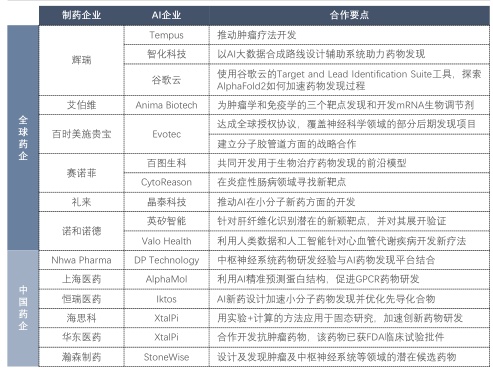 制药企业 AI企业 合作要点
全球药企
辉瑞
Tempus 推动肿瘤疗法开发
智化科技 以AI大数据合成路线设计辅助系统助力药物发现
谷歌云 使用谷歌云的Target and Lead Identification Suite工具，探索
AlphaFold2如何加速药物发现过程
艾伯维 Anima Biotech 为肿瘤学和免疫学的三个靶点发现和开发mRNA生物调节剂
百时美施贵宝 Evotec 达成全球授权协议，覆盖神经科学领域的部分后期发现项目
建立分子胶管道方面的战略合作
赛诺菲
百图生科 共同开发用于生物治疗药物发现的前沿模型
CytoReason 在炎症性肠病领域寻找新靶点
礼来 晶泰科技 推动AI在小分子新药方面的开发
诺和诺德
英矽智能 针对肝纤维化识别潜在的新颖靶点，并对其展开验证
Valo Health 利用人类数据和人工智能针对心血管代谢疾病开发新疗法
中国药企
Nhwa Pharma DP Technology 中枢神经系统药物研发经验与AI药物发现平台结合
上海医药 AlphaMol 利用AI精准预测蛋白结构，促进GPCR药物研发
恒瑞医药 Iktos AI新药设计加速小分子药物发现并优化先导化合物
海思科 XtalPi 用实验+计算的方法应用于固态研究，加速创新药物研发
华东医药 XtalPi 合作开发抗肿瘤药物，该药物已获FDA临床试验批件
瀚森制药 StoneWise 设计及发现肿瘤及中枢神经系统等领域的潜在候选药物